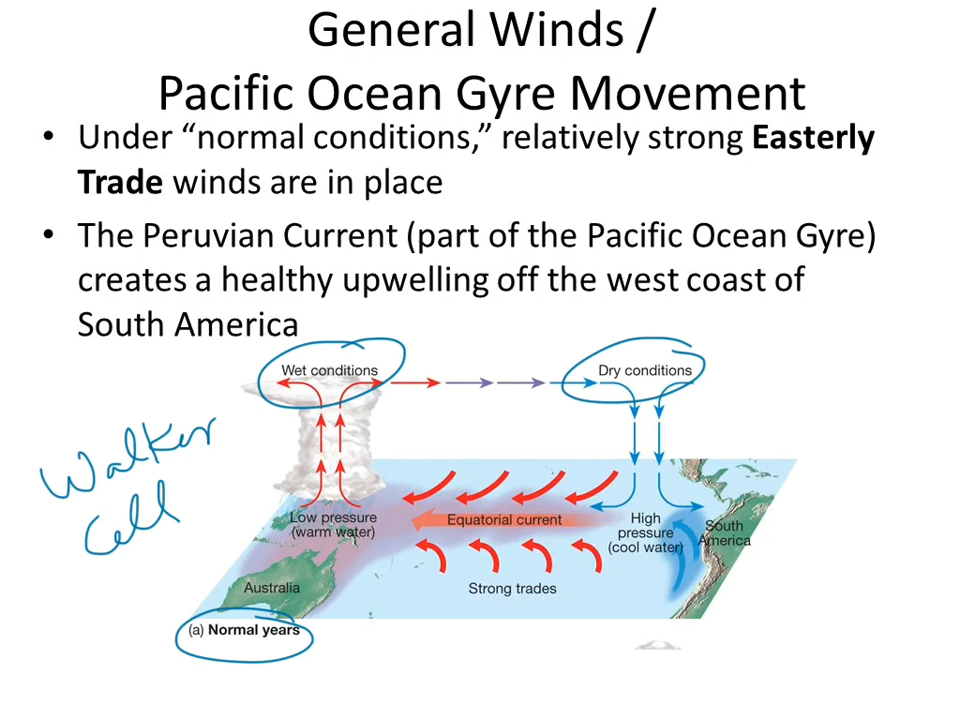 General Winds /
Pacific Ocean Gyre Movement
• Under “normal conditions,” relatively strong Easterly
Trade winds are in place
• The Peruvian Current (part of the Pacific Ocean Gyre)
creates a healthy upwelling off the west coast of
South America
Wet conditions
Dry conditions
Walker
Cell
Low pressure
(warm water)
Equatorial current
High
pressure
(cool water)
South
America
Australia
Strong trades
(a) Normal years